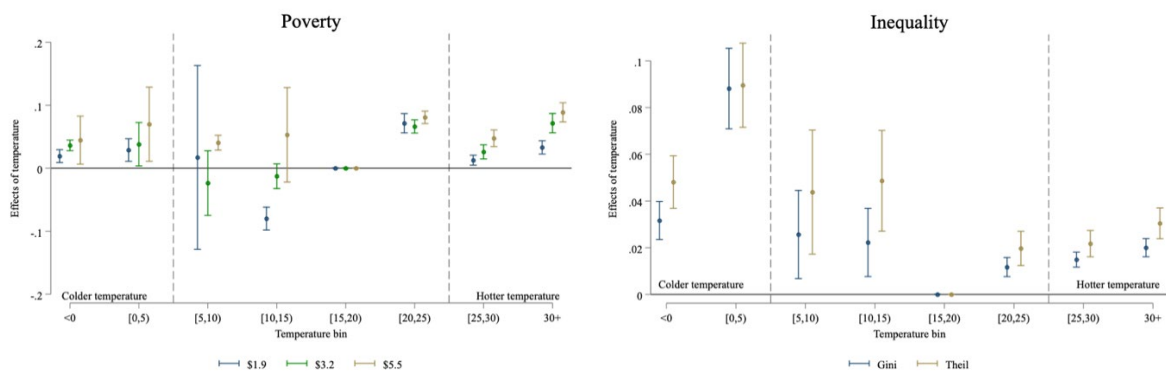 Poverty
Effects of temperature
.2
.1
0
-.1
-.2
Colder temperature
Hotter temperature
<0 [0,5) [5,10) [10,15) [15,20) [20,25) [25,30) 30+
Temperature bin
$1.9 $3.2 $5.5
Inequality
Effects of temperature
.1
.08
.06
.04
.02
0
Colder temperature
Hotter temperature
<0 [0,5) [5,10) [10,15) [15,20) [20,25) [25,30) 30+
Temperature bin
Gini Theil